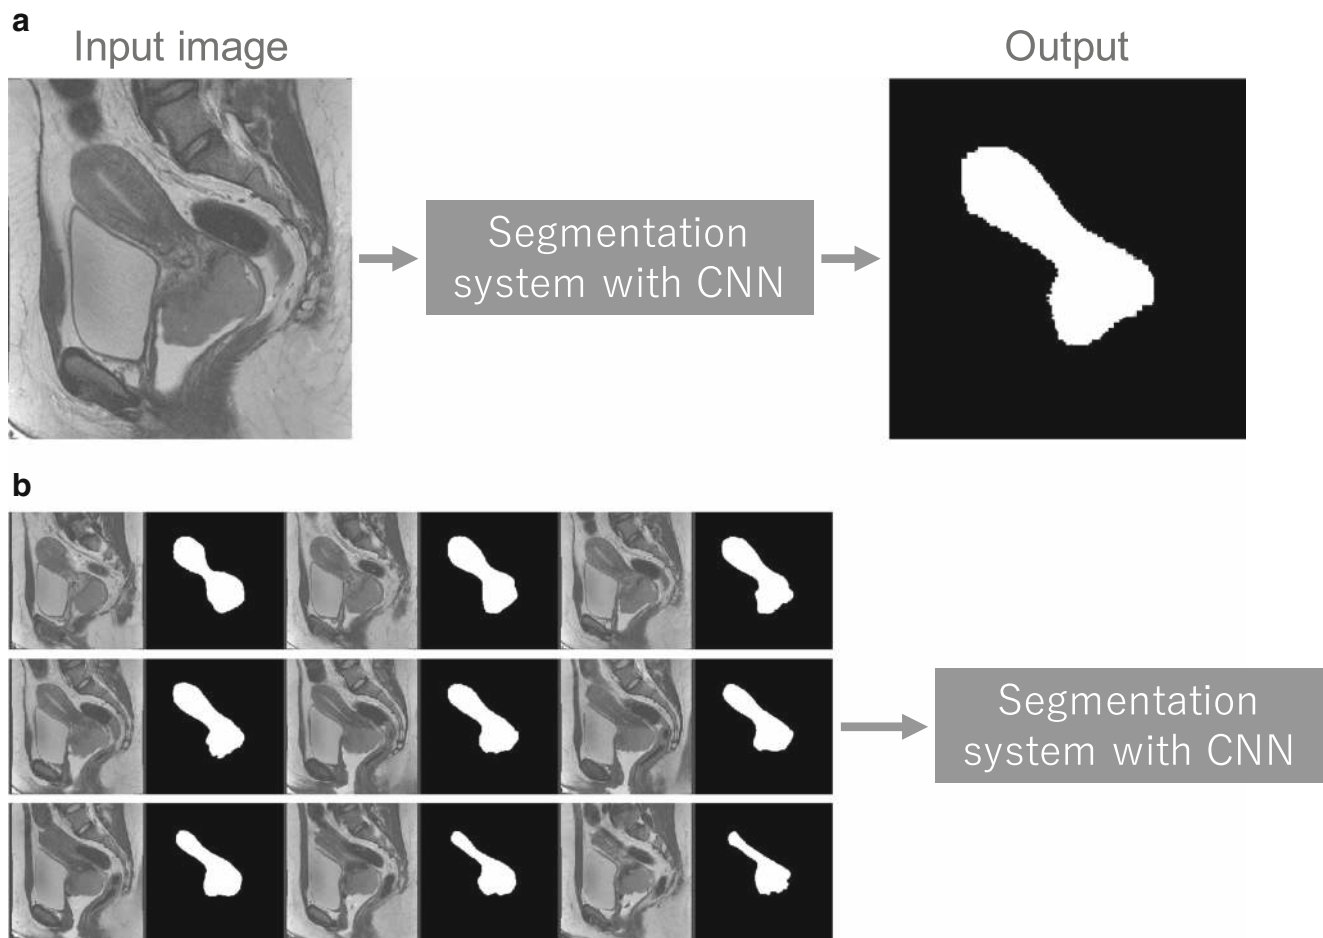 a
Input image
Output
Segmentation
system with CNN
b
Segmentation
system with CNN